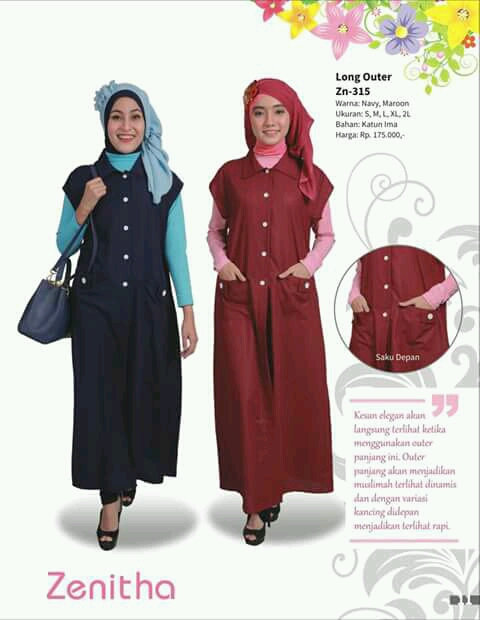 Long Outer
Zn-315
Warna: Navy, Maroon
Ukuran: S, M, L, XL, 2L
Bahan: Katun Ima
Harga: Rp. 175.000,-
Saku Depan
Kesan elegan akan
langsung terlihat ketika
menggunakan outer
panjang ini. Outer
panjang akan menjadikan
muslimah terlihat dinamis
dan dengan variasi
kancing didepan
menjadikan terlihat rapi.
Zenitha